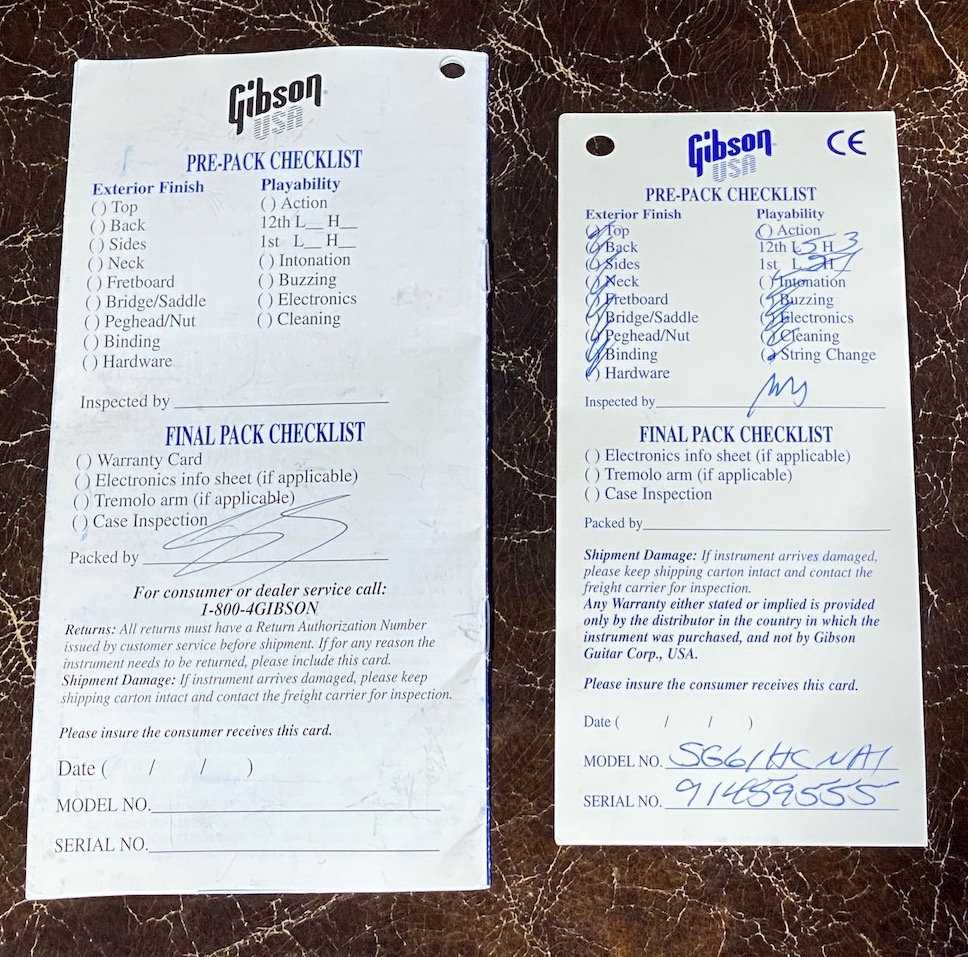 Gibson
USA
PRE-PACK CHECKLIST
Exterior Finish
( ) Top
( ) Back
( ) Sides
( ) Neck
( ) Fretboard
( ) Bridge/Saddle
( ) Peghead/Nut
( ) Binding
( ) Hardware
Playability
( ) Action
12th L__ H__
1st L__ H__
( ) Intonation
( ) Buzzing
( ) Electronics
( ) Cleaning
Inspected by
FINAL PACK CHECKLIST
( ) Warranty Card
( ) Electronics info sheet (if applicable)
( ) Tremolo arm (if applicable)
( ) Case Inspection
Packed by
For consumer or dealer service call:
1-800-4GIBSON
Returns: All returns must have a Return Authorization Number
issued by customer service before shipment. If for any reason the
instrument needs to be returned, please include this card.
Shipment Damage: If instrument arrives damaged, please keep
shipping carton intact and contact the freight carrier for inspection.
Please insure the consumer receives this card.
Date ( / / )
MODEL NO.
SERIAL NO.
Gibson
USA
CE
PRE-PACK CHECKLIST
Exterior Finish
( ) Top
( ) Back
( ) Sides
( ) Neck
( ) Fretboard
( ) Bridge/Saddle
( ) Peghead/Nut
( ) Binding
( ) Hardware
Playability
( ) Action
12th L 5 H 3
1st L H
( ) Intonation
( ) Buzzing
( ) Electronics
( ) Cleaning
( ) String Change
Inspected by
FINAL PACK CHECKLIST
( ) Electronics info sheet (if applicable)
( ) Tremolo arm (if applicable)
( ) Case Inspection
Packed by
Shipment Damage: If instrument arrives damaged,
please keep shipping carton intact and contact the
freight carrier for inspection.
Any Warranty either stated or implied is provided
only by the distributor in the country in which the
instrument was purchased, and not by Gibson
Guitar Corp., USA.
Please insure the consumer receives this card.
Date ( / / )
MODEL NO. SG61HCNH1
SERIAL NO. 91459555